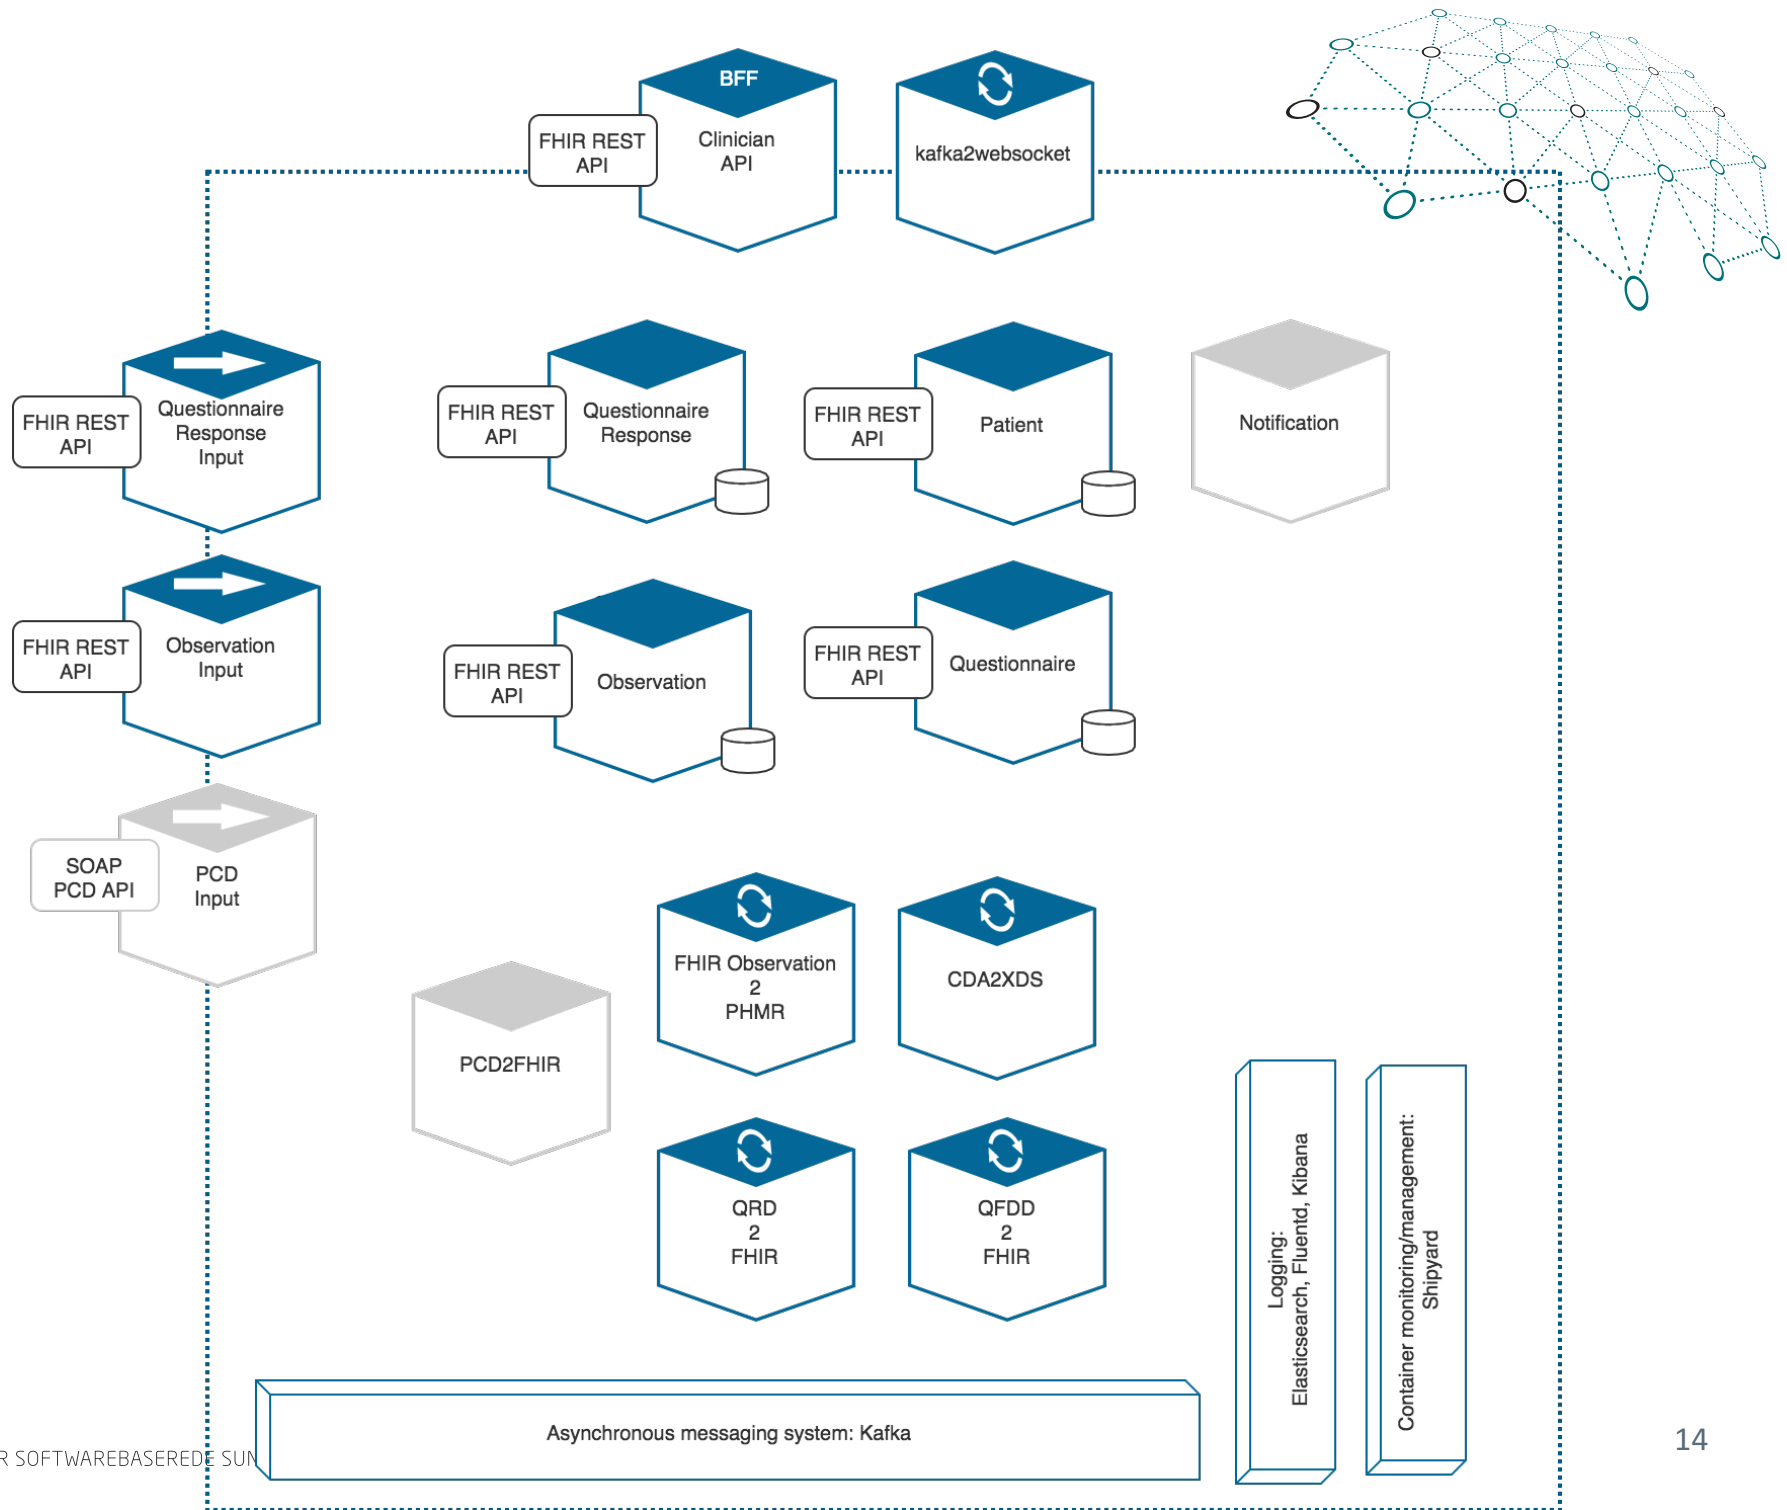 BFF
Clinician
API
FHIR REST
API
kafka2websocket
FHIR REST
API
Questionnaire
Response
Input
FHIR REST
API
Questionnaire
Response
FHIR REST
API
Patient
Notification
FHIR REST
API
Observation
Input
FHIR REST
API
Observation
FHIR REST
API
Questionnaire
SOAP
PCD API
PCD
Input
FHIR Observation
2
PHMR
CDA2XDS
PCD2FHIR
QRD
2
FHIR
QFDD
2
FHIR
Logging:
Elasticsearch, Fluentd, Kibana
Container monitoring/management:
Shipyard
Asynchronous messaging system: Kafka
R SOFTWAREBASEREDE SUN
14